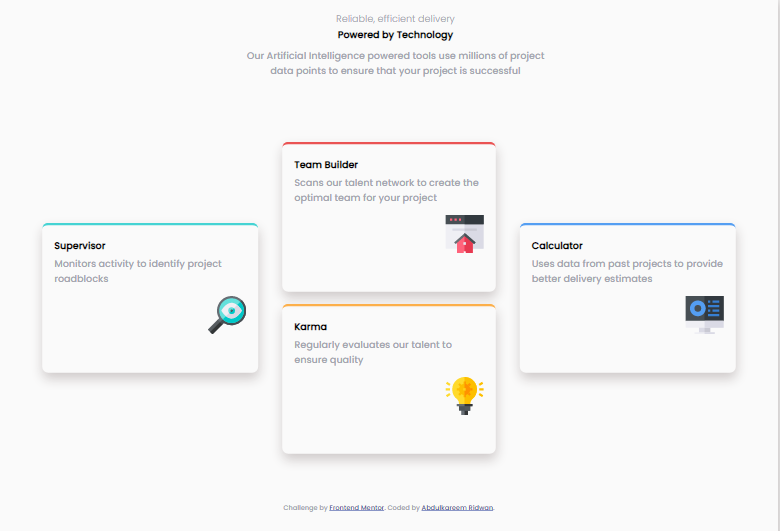 Reliable, efficient delivery
Powered by Technology
Our Artificial Intelligence powered tools use millions of project
data points to ensure that your project is successful
Supervisor
Monitors activity to identify project
roadblocks
Team Builder
Scans our talent network to create the
optimal team for your project
Karma
Regularly evaluates our talent to
ensure quality
Calculator
Uses data from past projects to provide
better delivery estimates
Challenge by Frontend Mentor. Coded by Abdulkareem Ridwan.